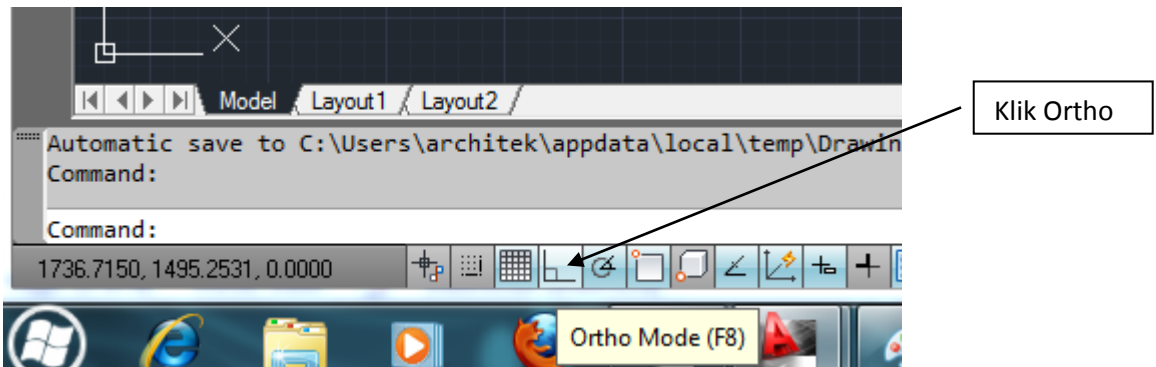 X
Model Layout1 Layout2
Klik Ortho
Automatic save to C:\Users\architek\appdata\local\temp\Drawin
Command:
Command:
1736.7150, 1495.2531, 0.0000
Ortho Mode (F8)